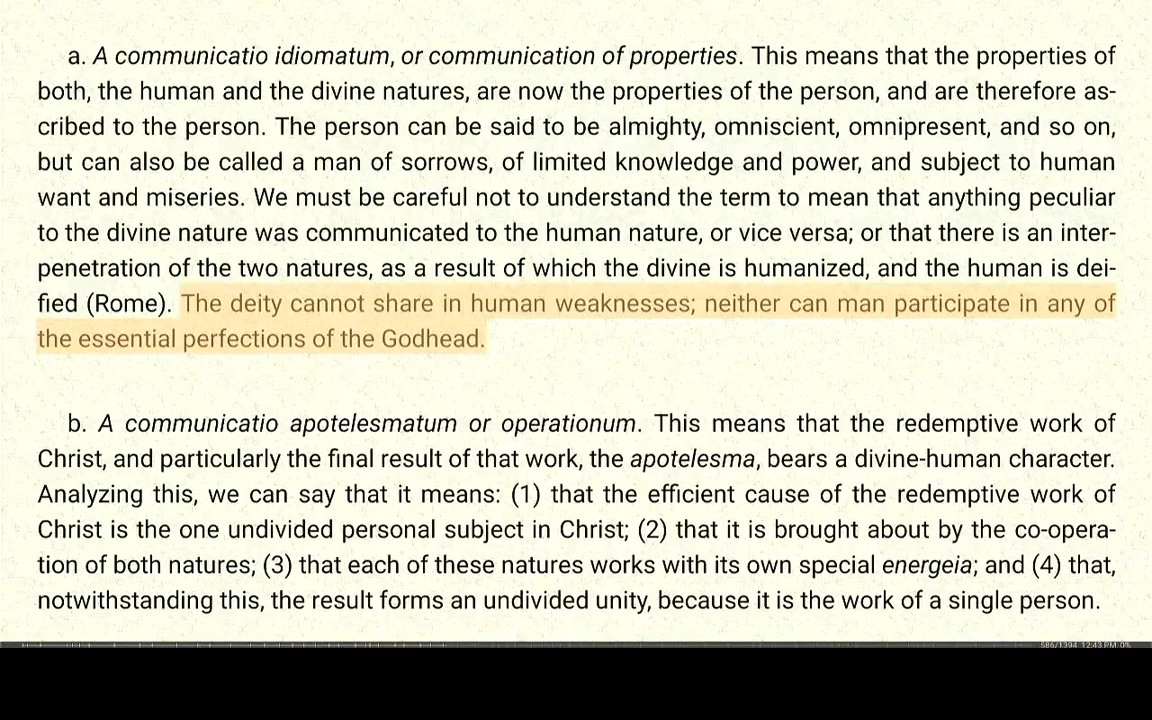 a. A communicatio idiomatum, or communication of properties. This means that the properties of
both, the human and the divine natures, are now the properties of the person, and are therefore as-
cribed to the person. The person can be said to be almighty, omniscient, omnipresent, and so on,
but can also be called a man of sorrows, of limited knowledge and power, and subject to human
want and miseries. We must be careful not to understand the term to mean that anything peculiar
to the divine nature was communicated to the human nature, or vice versa; or that there is an inter-
penetration of the two natures, as a result of which the divine is humanized, and the human is dei-
fied (Rome). The deity cannot share in human weaknesses; neither can man participate in any of
the essential perfections of the Godhead.
b. A communicatio apotelesmatum or operationum. This means that the redemptive work of
Christ, and particularly the final result of that work, the apotelesma, bears a divine-human character.
Analyzing this, we can say that it means: (1) that the efficient cause of the redemptive work of
Christ is the one undivided personal subject in Christ; (2) that it is brought about by the co-opera-
tion of both natures; (3) that each of these natures works with its own special energeia; and (4) that,
notwithstanding this, the result forms an undivided unity, because it is the work of a single person.
586/1394 12:43 PM 0%